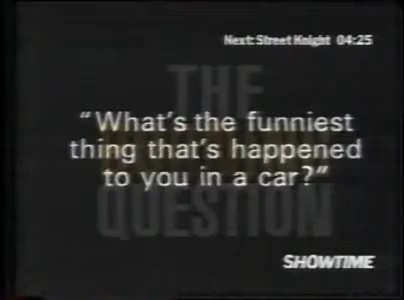 Next: Street Knight 04:25
THE
"What's the funniest
thing that's happened
to you in a car?"
QUESTION
SHOWTIME